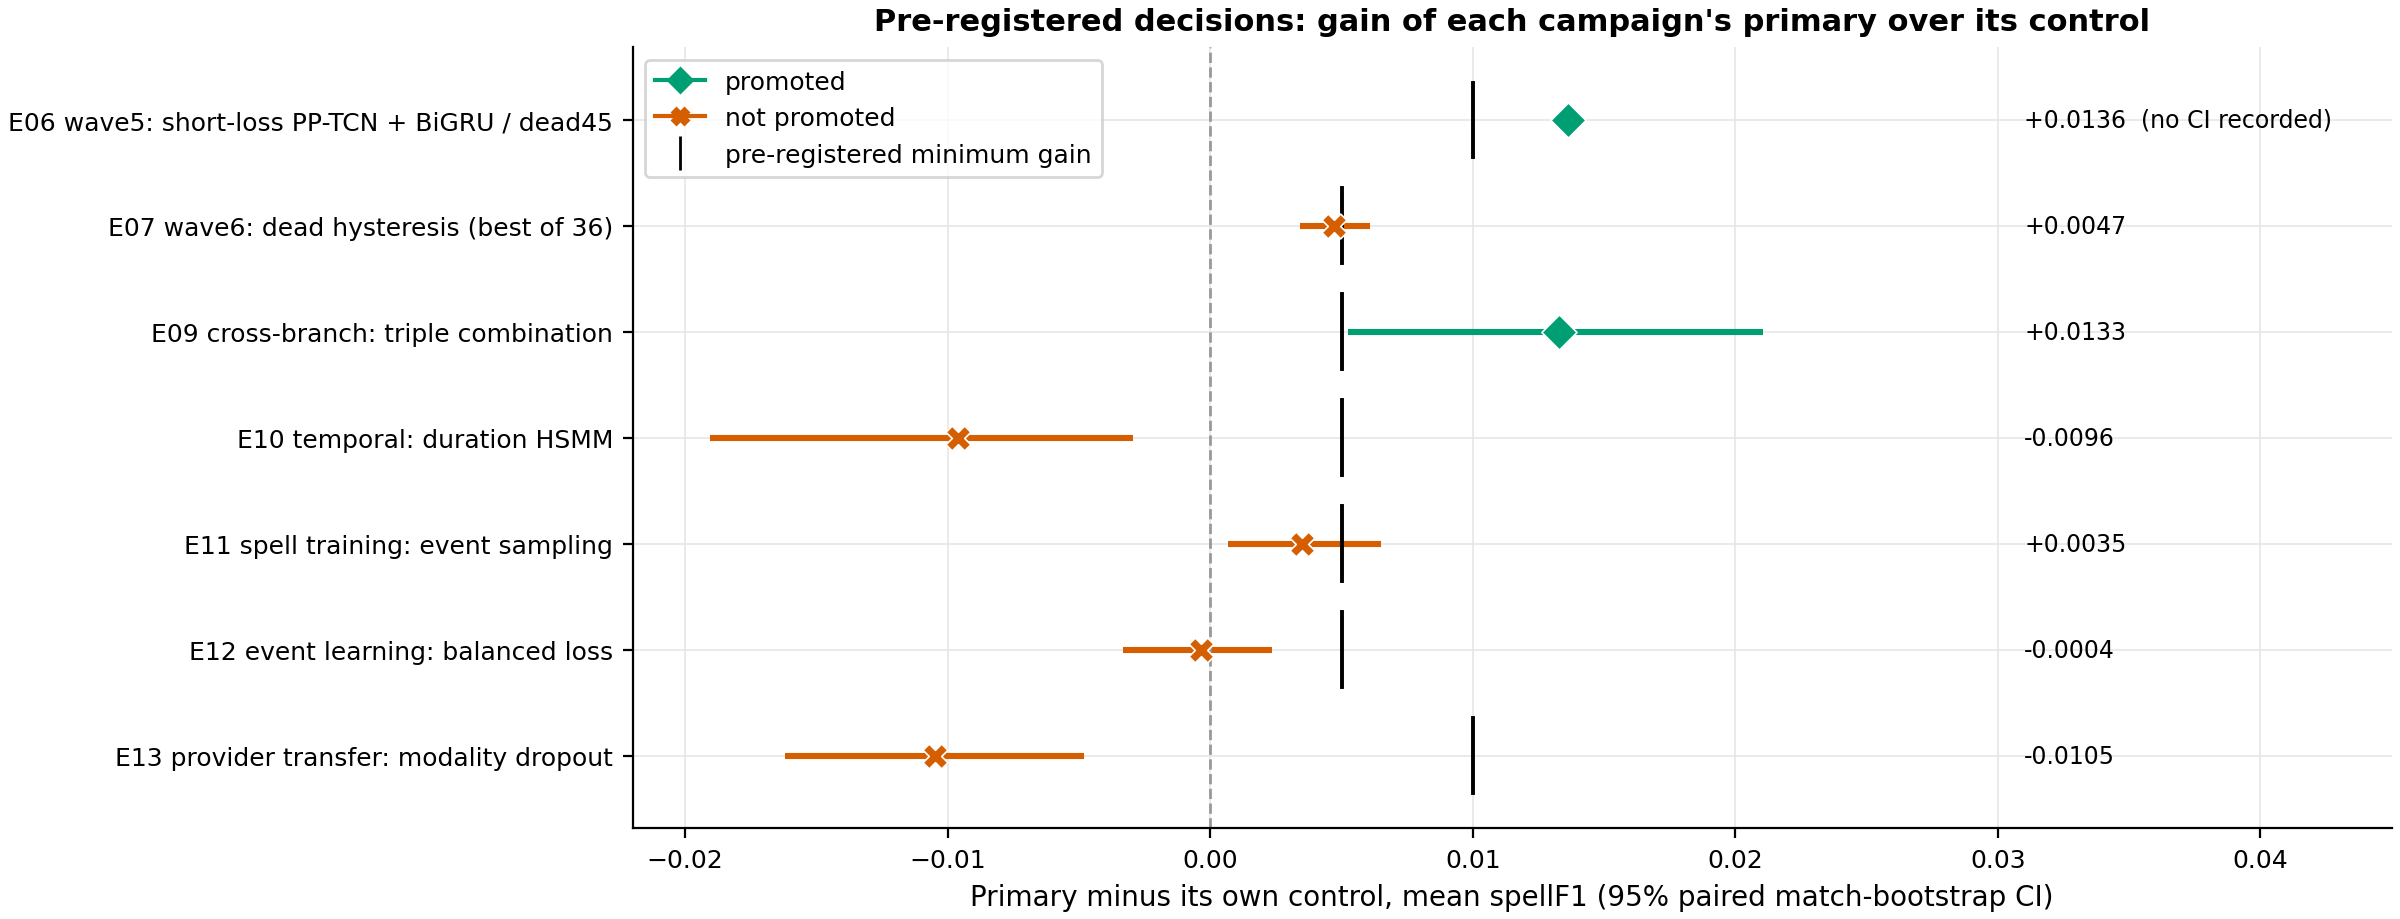 Pre-registered decisions: gain of each campaign's primary over its control
promoted
not promoted
pre-registered minimum gain
E06 wave5: short-loss PP-TCN + BiGRU / dead45
+0.0136 (no CI recorded)
E07 wave6: dead hysteresis (best of 36)
+0.0047
E09 cross-branch: triple combination
+0.0133
E10 temporal: duration HSMM
-0.0096
E11 spell training: event sampling
+0.0035
E12 event learning: balanced loss
-0.0004
E13 provider transfer: modality dropout
-0.0105
−0.02 −0.01 0.00 0.01 0.02 0.03 0.04
Primary minus its own control, mean spellF1 (95% paired match-bootstrap CI)